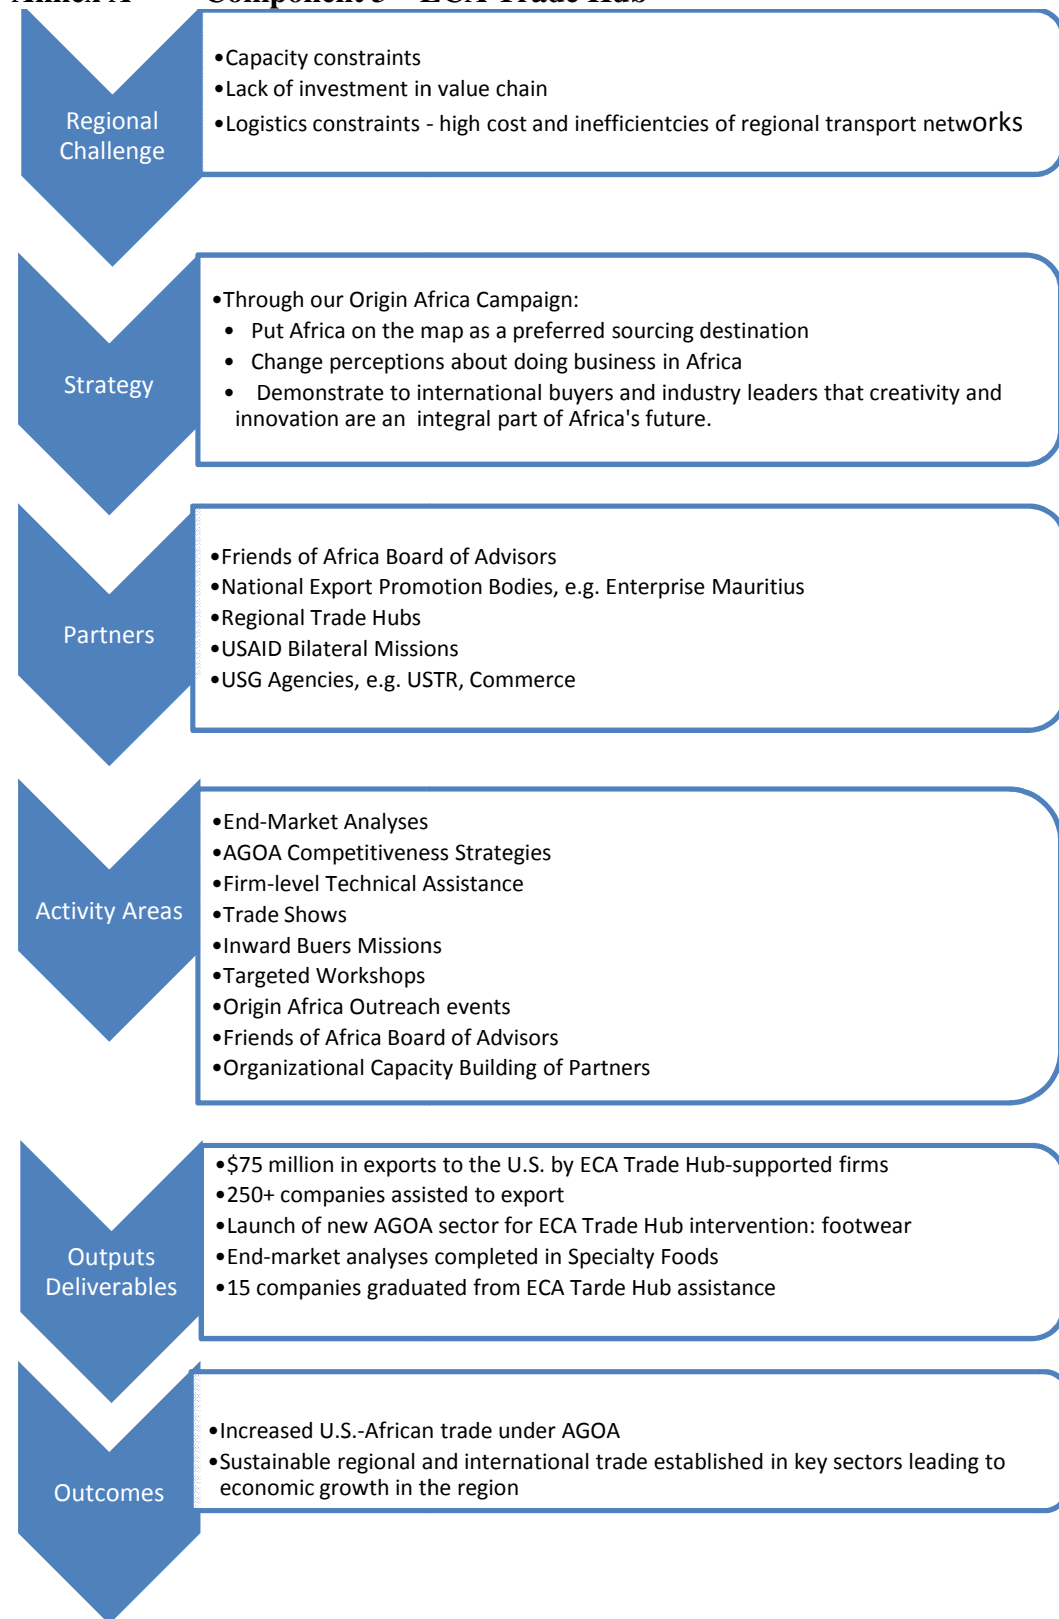 Annex A Component 3 – ECA Trade Hub
Regional
Challenge
•Capacity constraints
•Lack of investment in value chain
•Logistics constraints - high cost and inefficientcies of regional transport networks
Strategy
•Through our Origin Africa Campaign:
• Put Africa on the map as a preferred sourcing destination
• Change perceptions about doing business in Africa
• Demonstrate to international buyers and industry leaders that creativity and
innovation are an integral part of Africa's future.
Partners
•Friends of Africa Board of Advisors
•National Export Promotion Bodies, e.g. Enterprise Mauritius
•Regional Trade Hubs
•USAID Bilateral Missions
•USG Agencies, e.g. USTR, Commerce
Activity Areas
•End-Market Analyses
•AGOA Competitiveness Strategies
•Firm-level Technical Assistance
•Trade Shows
•Inward Buers Missions
•Targeted Workshops
•Origin Africa Outreach events
•Friends of Africa Board of Advisors
•Organizational Capacity Building of Partners
Outputs
Deliverables
•$75 million in exports to the U.S. by ECA Trade Hub-supported firms
•250+ companies assisted to export
•Launch of new AGOA sector for ECA Trade Hub intervention: footwear
•End-market analyses completed in Specialty Foods
•15 companies graduated from ECA Tarde Hub assistance
Outcomes
•Increased U.S.-African trade under AGOA
•Sustainable regional and international trade established in key sectors leading to
economic growth in the region